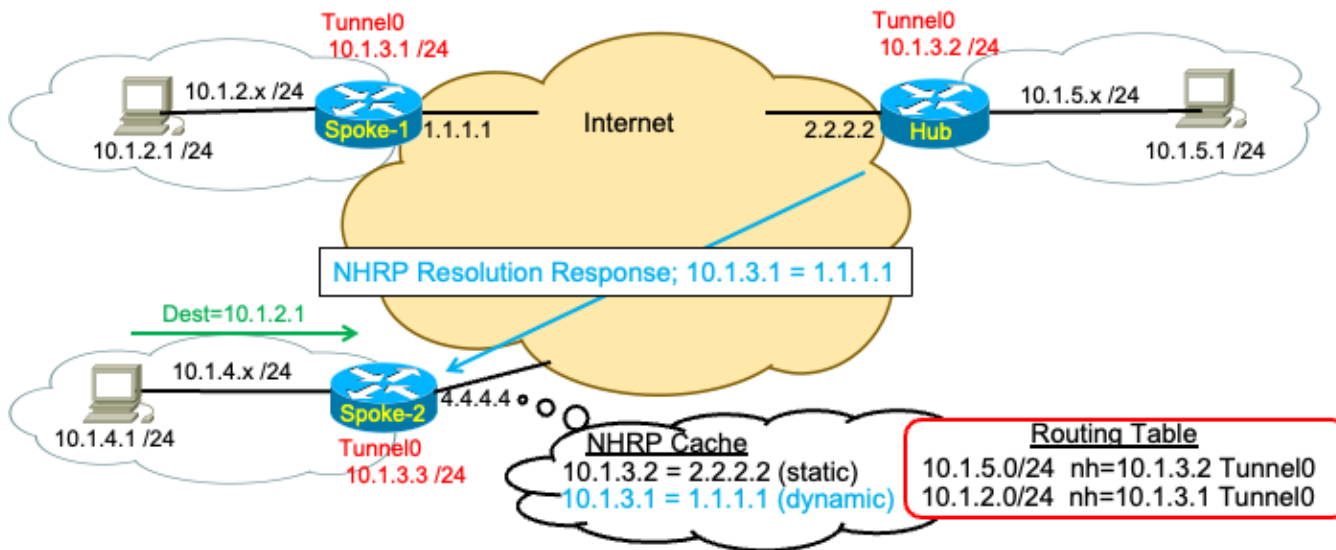 Tunnel0
10.1.3.1 /24
Tunnel0
10.1.3.2 /24
10.1.2.x /24
Spoke-1
1.1.1.1
10.1.2.1 /24
Internet
2.2.2.2
Hub
10.1.5.x /24
10.1.5.1 /24
NHRP Resolution Response; 10.1.3.1 = 1.1.1.1
Dest=10.1.2.1
10.1.4.x /24
Spoke-2
4.4.4.4
10.1.4.1 /24
Tunnel0
10.1.3.3 /24
NHRP Cache
10.1.3.2 = 2.2.2.2 (static)
10.1.3.1 = 1.1.1.1 (dynamic)
Routing Table
10.1.5.0/24 nh=10.1.3.2 Tunnel0
10.1.2.0/24 nh=10.1.3.1 Tunnel0